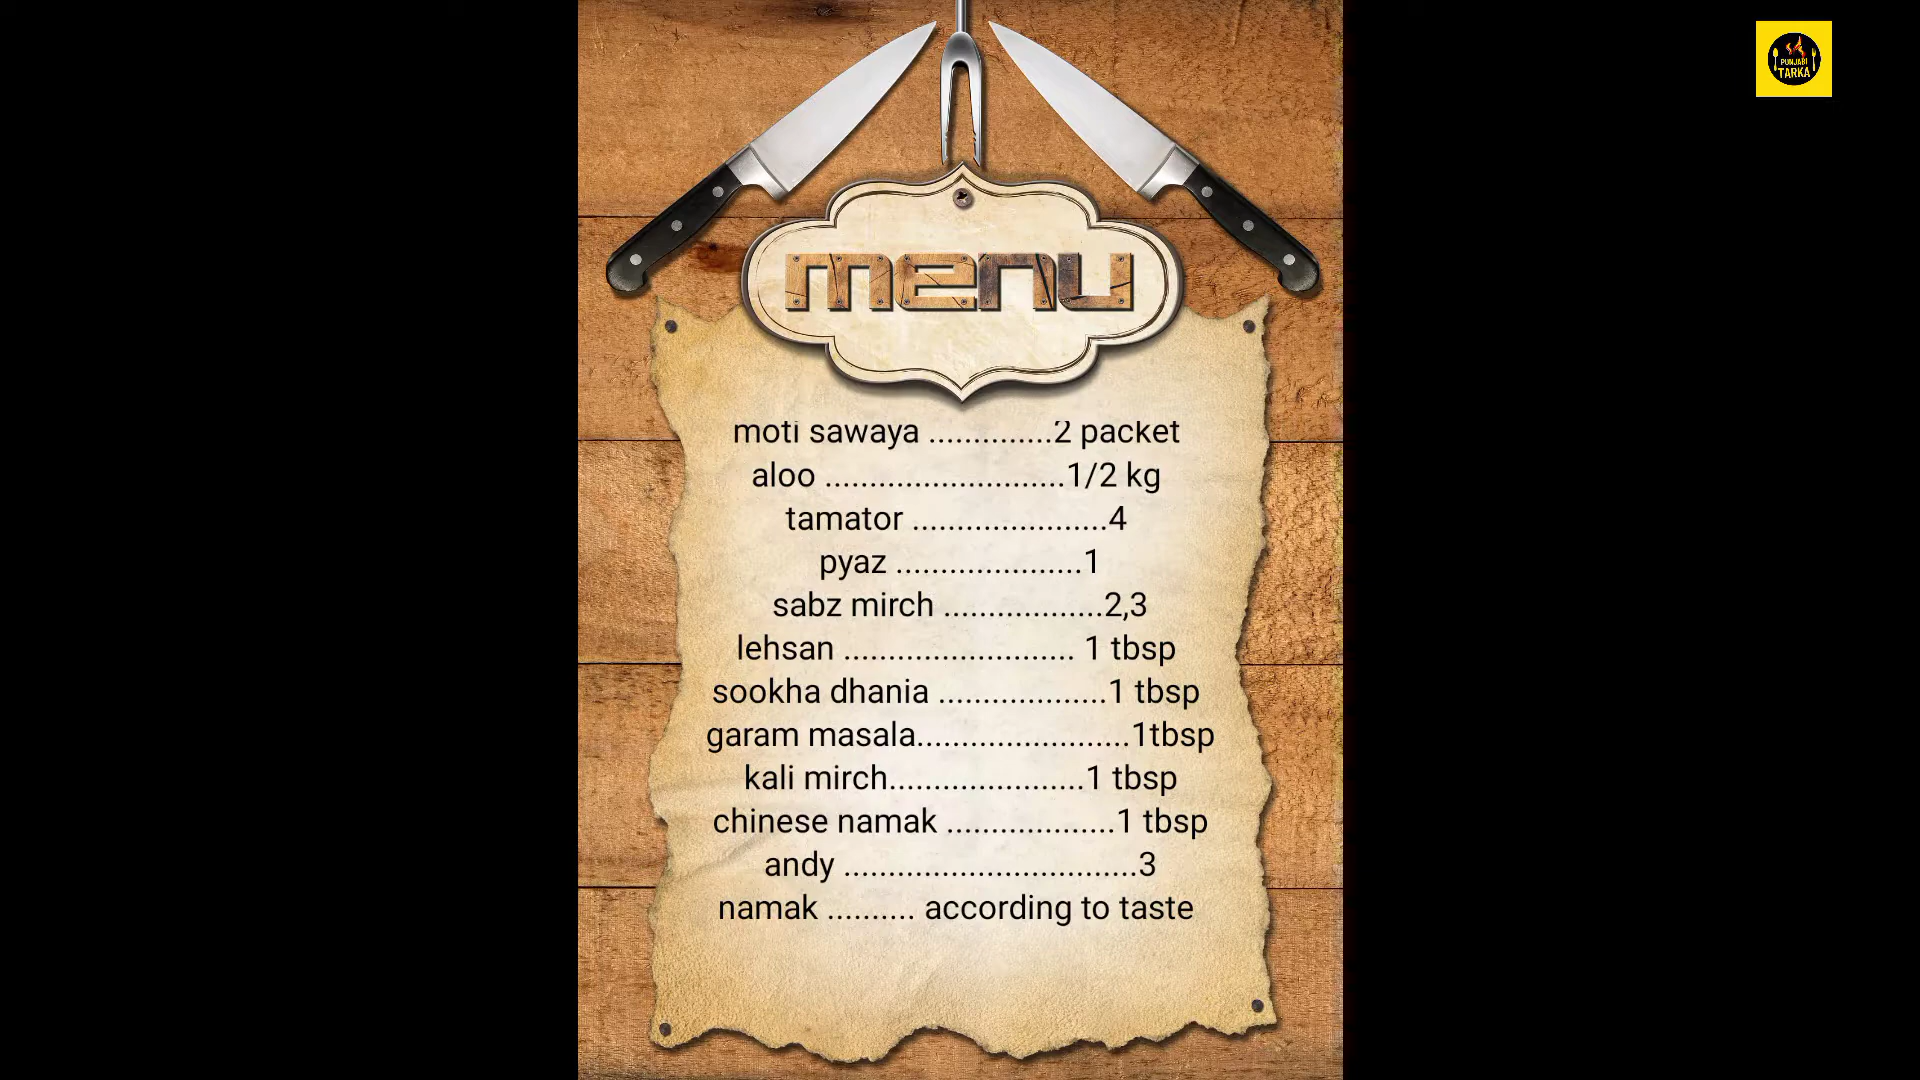 PUNJABI
TARKA
menu
moti sawaya ..............2 packet
aloo ...........................1/2 kg
tamator ......................4
pyaz .....................1
sabz mirch ..................2,3
lehsan .......................... 1 tbsp
sookha dhania ...................1 tbsp
garam masala........................1tbsp
kali mirch......................1 tbsp
chinese namak ...................1 tbsp
andy .................................3
namak .......... according to taste